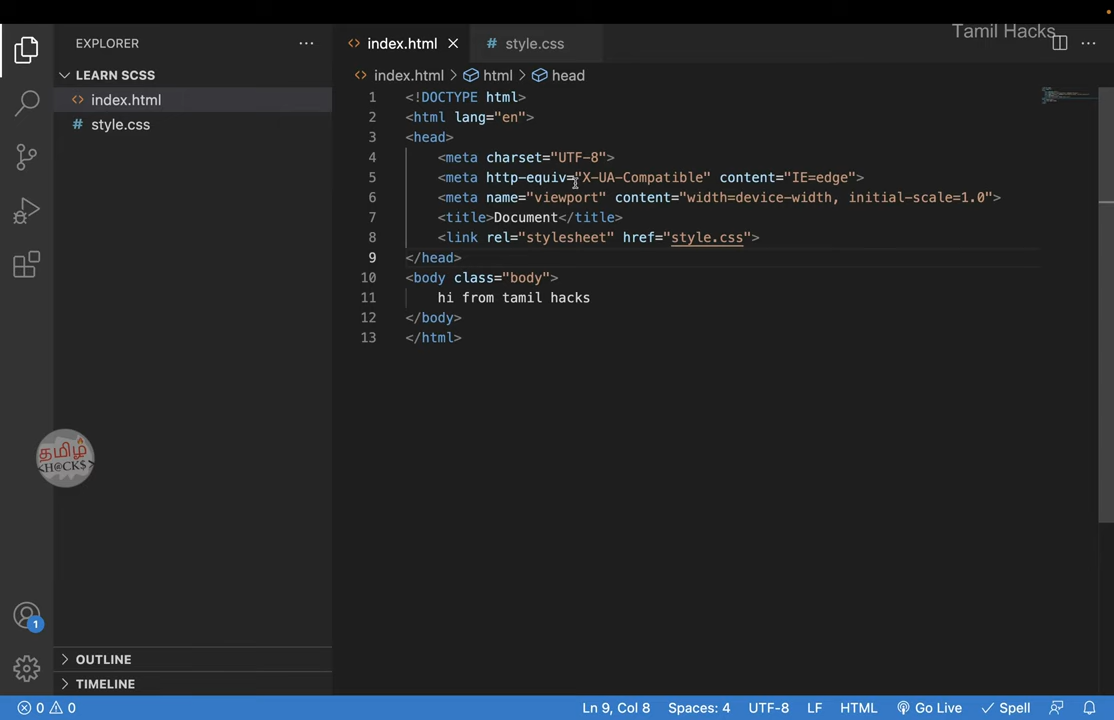 Tamil Hacks
EXPLORER
LEARN SCSS
index.html
style.css
index.html
style.css
index.html > html > head
1 <!DOCTYPE html>
2 <html lang="en">
3 <head>
4 <meta charset="UTF-8">
5 <meta http-equiv="X-UA-Compatible" content="IE=edge">
6 <meta name="viewport" content="width=device-width, initial-scale=1.0">
7 <title>Document</title>
8 <link rel="stylesheet" href="style.css">
9 </head>
10 <body class="body">
11 hi from tamil hacks
12 </body>
13 </html>
தமிழ்
<H@CK$>
1
OUTLINE
TIMELINE
0 0 Ln 9, Col 8 Spaces: 4 UTF-8 LF HTML Go Live Spell